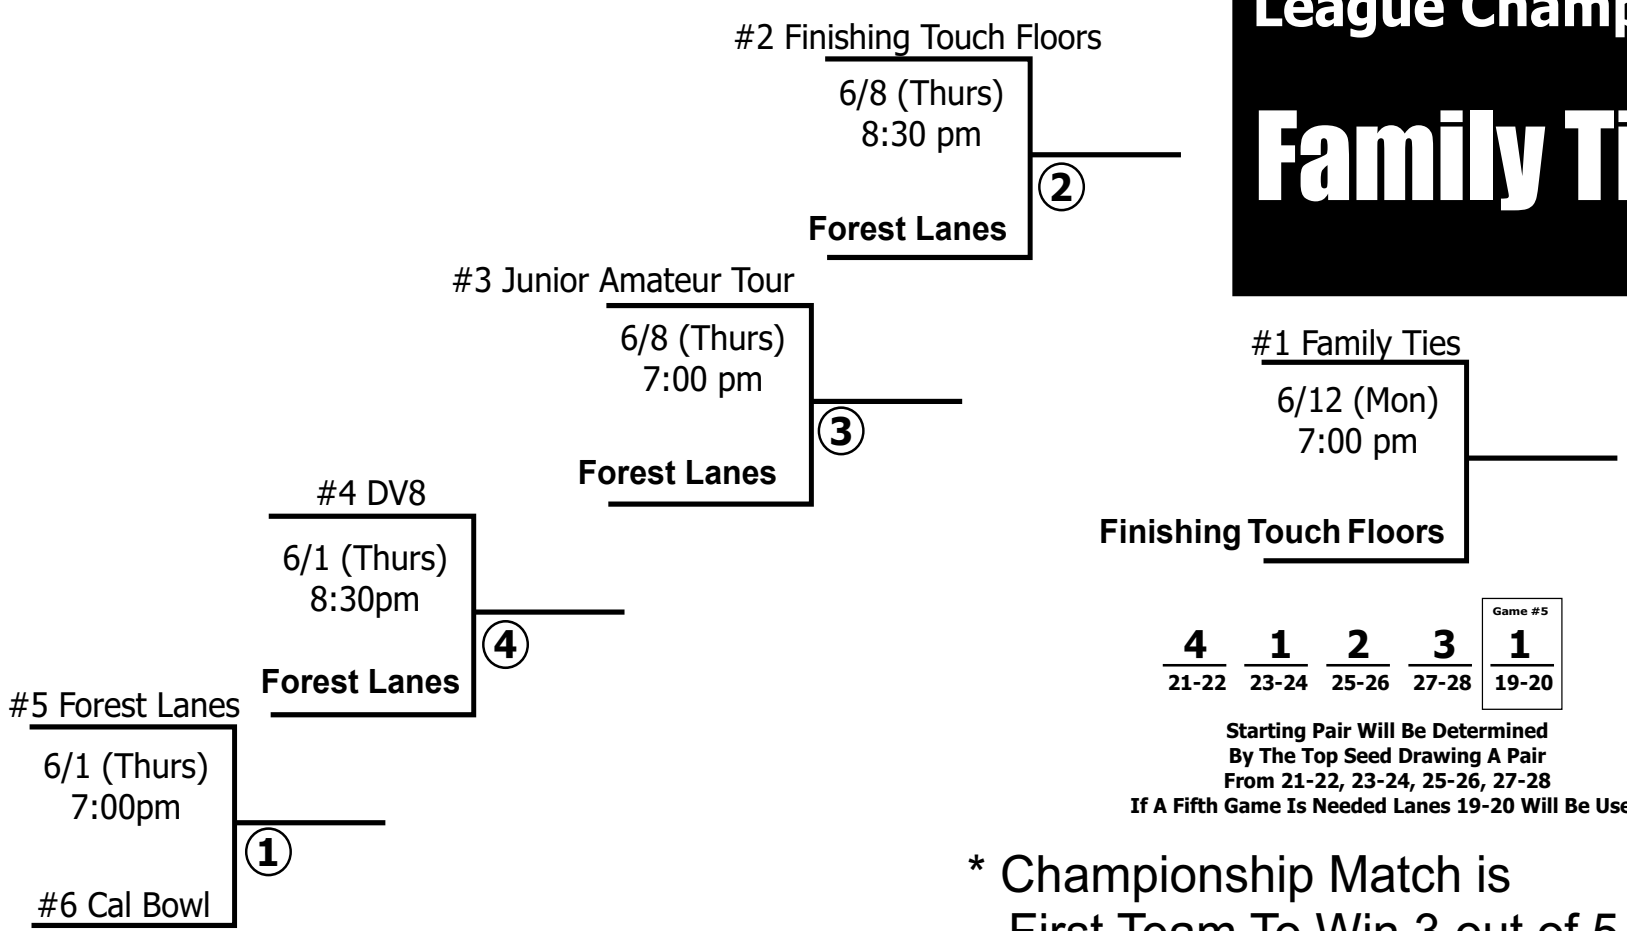 League Champ
Family Ti
#2 Finishing Touch Floors
6/8 (Thurs)
8:30 pm
2
Forest Lanes
#3 Junior Amateur Tour
6/8 (Thurs)
7:00 pm
3
Forest Lanes
#1 Family Ties
6/12 (Mon)
7:00 pm
Finishing Touch Floors
#4 DV8
6/1 (Thurs)
8:30pm
4
Forest Lanes
#5 Forest Lanes
6/1 (Thurs)
7:00pm
1
#6 Cal Bowl
Game #5
4 1 2 3 1
21-22 23-24 25-26 27-28 19-20
Starting Pair Will Be Determined
By The Top Seed Drawing A Pair
From 21-22, 23-24, 25-26, 27-28
If A Fifth Game Is Needed Lanes 19-20 Will Be Use
* Championship Match is
First Team To Win 3 out of 5